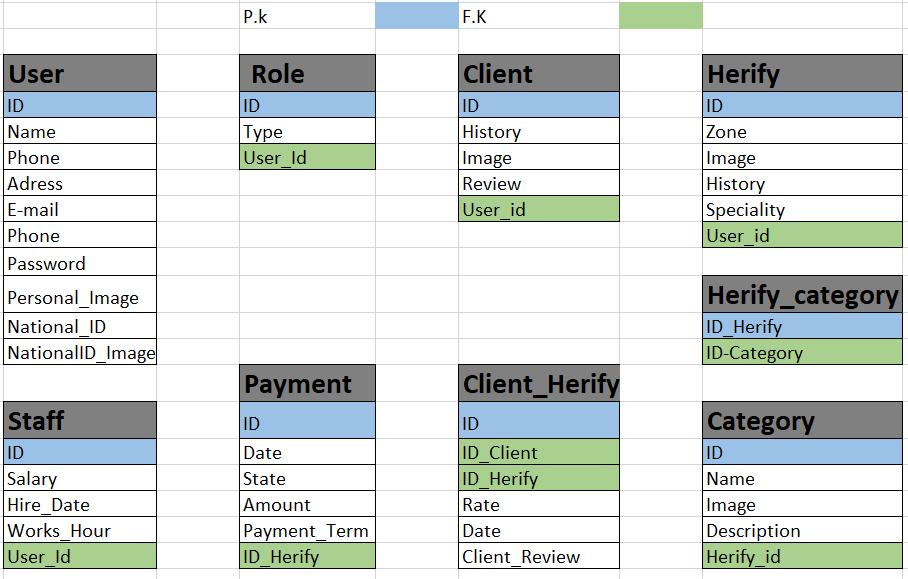 P.k
F.K
User
ID
Name
Phone
Adress
E-mail
Phone
Password
Personal_Image
National_ID
NationalID_Image
Role
ID
Type
User_Id
Client
ID
History
Image
Review
User_id
Herify
ID
Zone
Image
History
Speciality
User_id
Herify_category
ID_Herify
ID-Category
Staff
ID
Salary
Hire_Date
Works_Hour
User_Id
Payment
ID
Date
State
Amount
Payment_Term
ID_Herify
Client_Herify
ID
ID_Client
ID_Herify
Rate
Date
Client_Review
Category
ID
Name
Image
Description
Herify_id